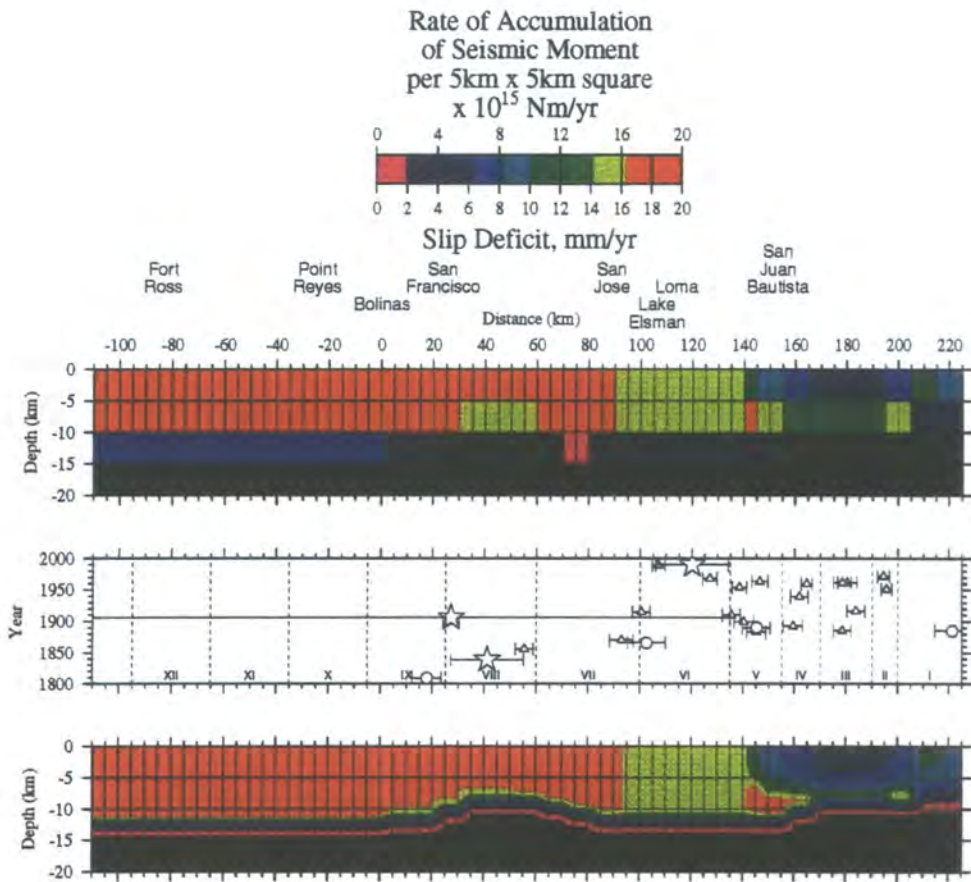 Rate of Accumulation
of Seismic Moment
per 5km x 5km square
x 10^15 Nm/yr
0 4 8 12 16 20
0 2 4 6 8 10 12 14 16 18 20
Slip Deficit, mm/yr
Fort
Ross
Point
Reyes
Bolinas
San
Francisco
San
Jose
Lake
Elsman
Loma
San
Juan
Bautista
Distance (km)
-100 -80 -60 -40 -20 0 20 40 60 80 100 120 140 160 180 200 220
Depth (km)
0
-5
-10
-15
-20
Year
2000
1950
1900
1850
1800
XII XI X IX VIII VII VI V IV III II I
Depth (km)
0
-5
-10
-15
-20